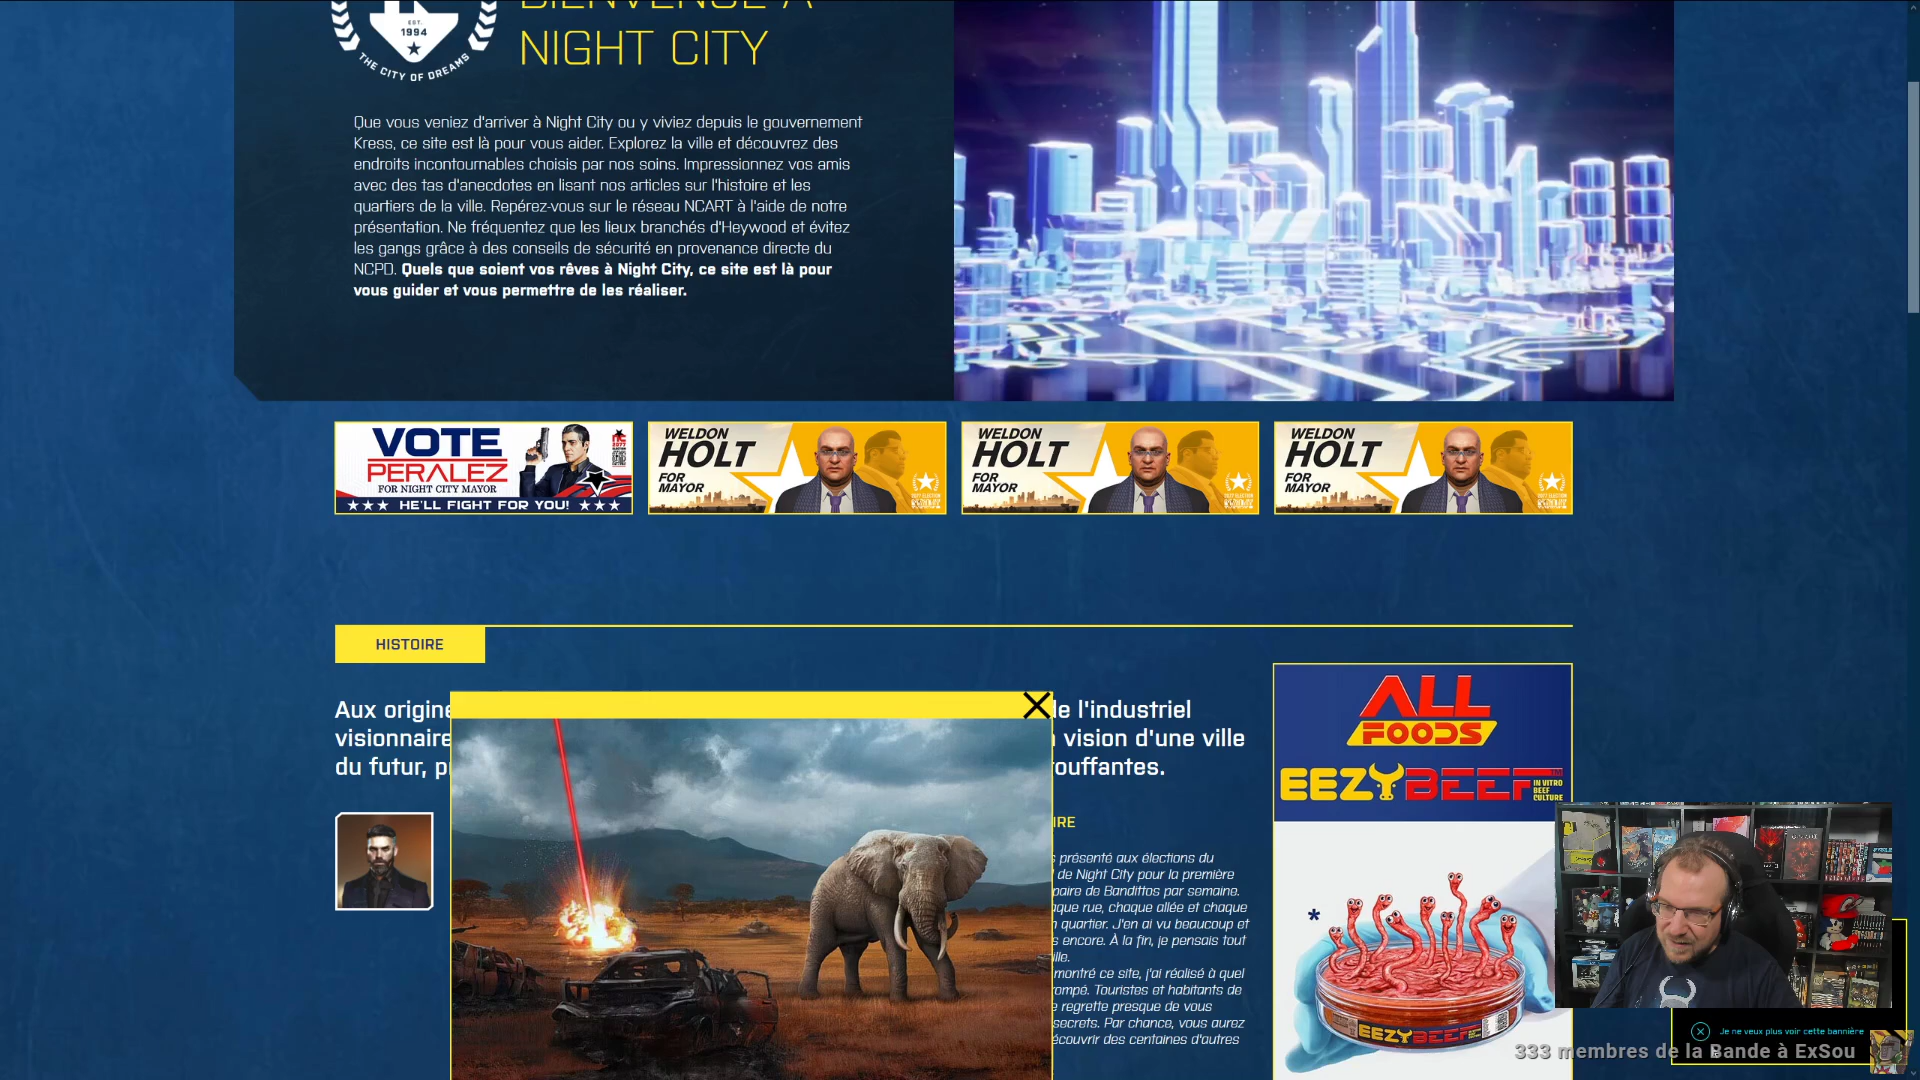 NIGHT CITY
EST.
1994
THE CITY OF DREAMS
Que vous veniez d'arriver à Night City ou y viviez depuis le gouvernement
Kress, ce site est là pour vous aider. Explorez la ville et découvrez des
endroits incontournables choisis par nos soins. Impressionnez vos amis
avec des tas d'anecdotes en lisant nos articles sur l'histoire et les
quartiers de la ville. Repérez-vous sur le réseau NCART à l'aide de notre
présentation. Ne fréquentez que les lieux branchés d'Heywood et évitez
les gangs grâce à des conseils de sécurité en provenance directe du
NCPD. Quels que soient vos rêves à Night City, ce site est là pour
vous guider et vous permettre de les réaliser.
VOTE
PERALEZ
FOR NIGHT CITY MAYOR
HE'LL FIGHT FOR YOU!
WELDON
HOLT
FOR
MAYOR
WELDON
HOLT
FOR
MAYOR
WELDON
HOLT
FOR
MAYOR
HISTOIRE
Aux origine
de l'industriel
visionnaire
vision d'une ville
du futur, p
ouffantes.
IRE
présenté aux élections du
de Night City pour la première
paire de Bandittos par semaine.
aque rue, chaque allée et chaque
quartier. J'en ai vu beaucoup et
encore. À la fin, je pensais tout
ille.
montré ce site, j'ai réalisé à quel
rompé. Touristes et habitants de
regrette presque de vous
secrets. Par chance, vous aurez
écouvrir des centaines d'autres
ALL
FOODS
EEZYBEEF™
IN VITRO
BEEF
CULTURE
*
EEZYBEEF
Je ne veux plus voir cette bannière
333 membres de la Bande à ExSou